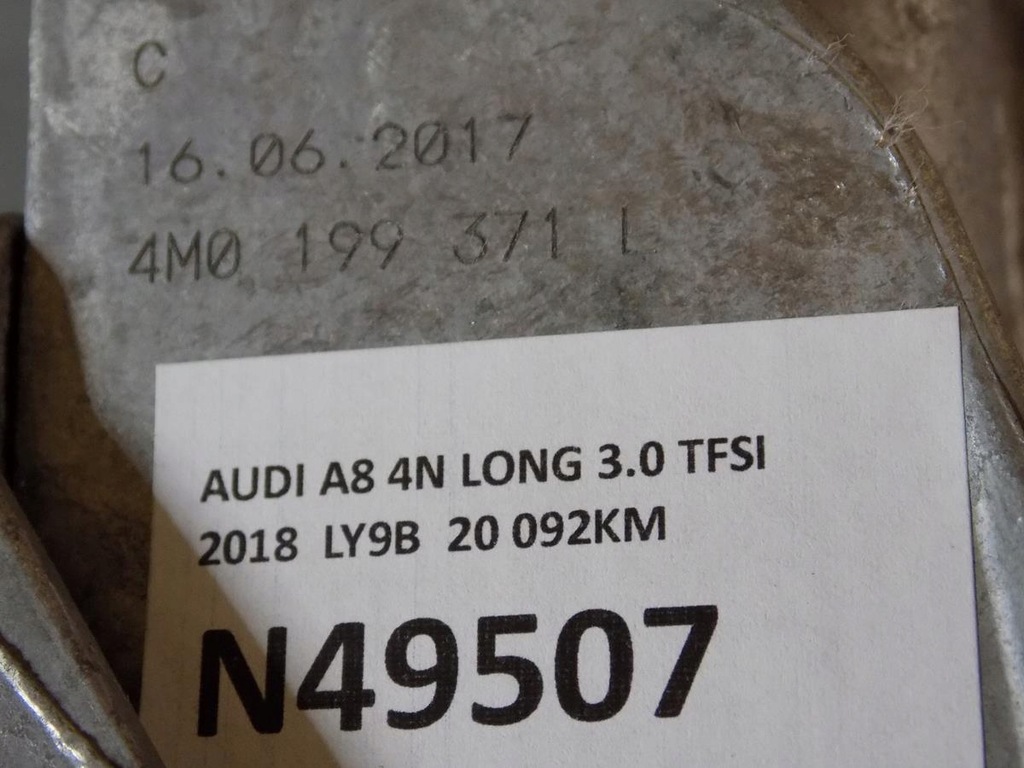 C
16.06.2017
4M0 199 371 L
AUDI A8 4N LONG 3.0 TFSI
2018 LY9B 20 092KM
N49507